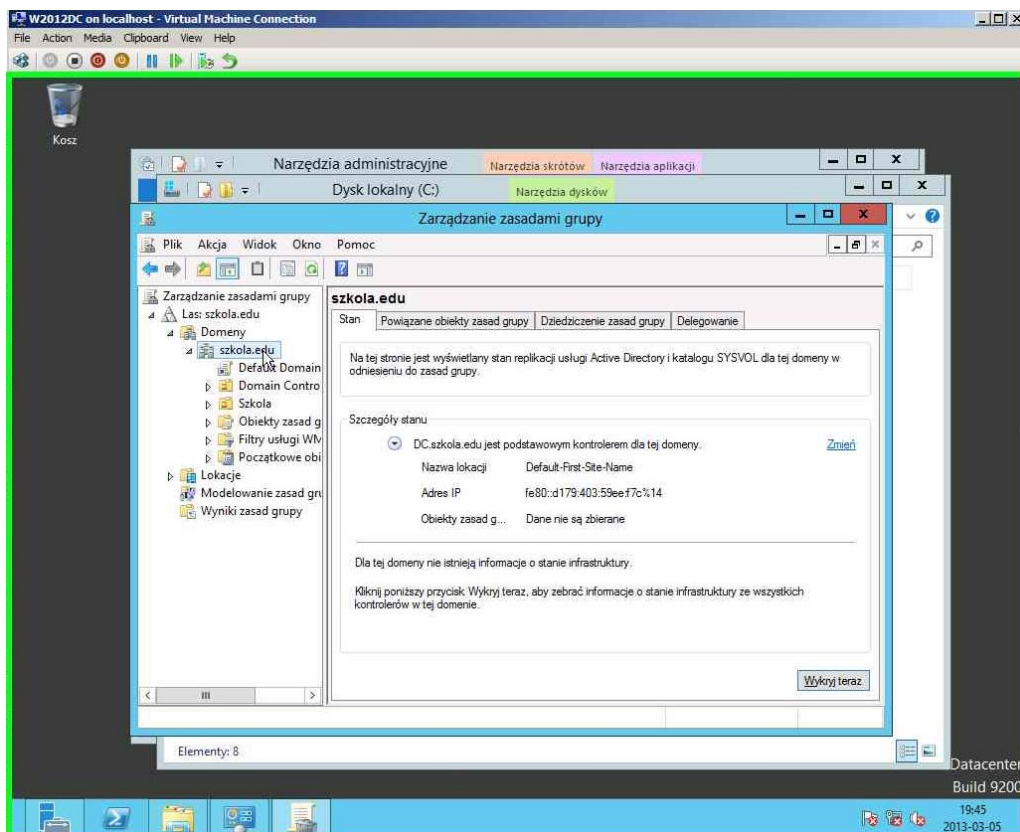 W2012DC on localhost - Virtual Machine Connection
File Action Media Clipboard View Help
Kosz
Narzędzia administracyjne Narzędzia skrótów Narzędzia aplikacji
Dysk lokalny (C:) Narzędzia dysków
Zarządzanie zasadami grupy
Plik Akcja Widok Okno Pomoc
Zarządzanie zasadami grupy
Las: szkola.edu
Domeny
szkola.edu
Default Domain
Domain Contro
Szkola
Obiekty zasad g
Filtry usługi WM
Początkowe obi
Lokacje
Modelowanie zasad gru
Wyniki zasad grupy
szkola.edu
Stan Powiązane obiekty zasad grupy Dziedziczenie zasad grupy Delegowanie
Na tej stronie jest wyświetlany stan replikacji usługi Active Directory i katalogu SYSVOL dla tej domeny w
odniesieniu do zasad grupy.
Szczegóły stanu
DC.szkola.edu jest podstawowym kontrolerem dla tej domeny. Zmień
Nazwa lokacji Default-First-Site-Name
Adres IP fe80::d179:403:59ee:f7c%14
Obiekty zasad g... Dane nie są zbierane
Dla tej domeny nie istnieją informacje o stanie infrastruktury.
Kliknij poniższy przycisk Wykryj teraz, aby zebrać informacje o stanie infrastruktury ze wszystkich
kontrolerów w tej domenie.
Wykryj teraz
Elementy: 8
Datacenter
Build 9200
19:45
2013-03-05